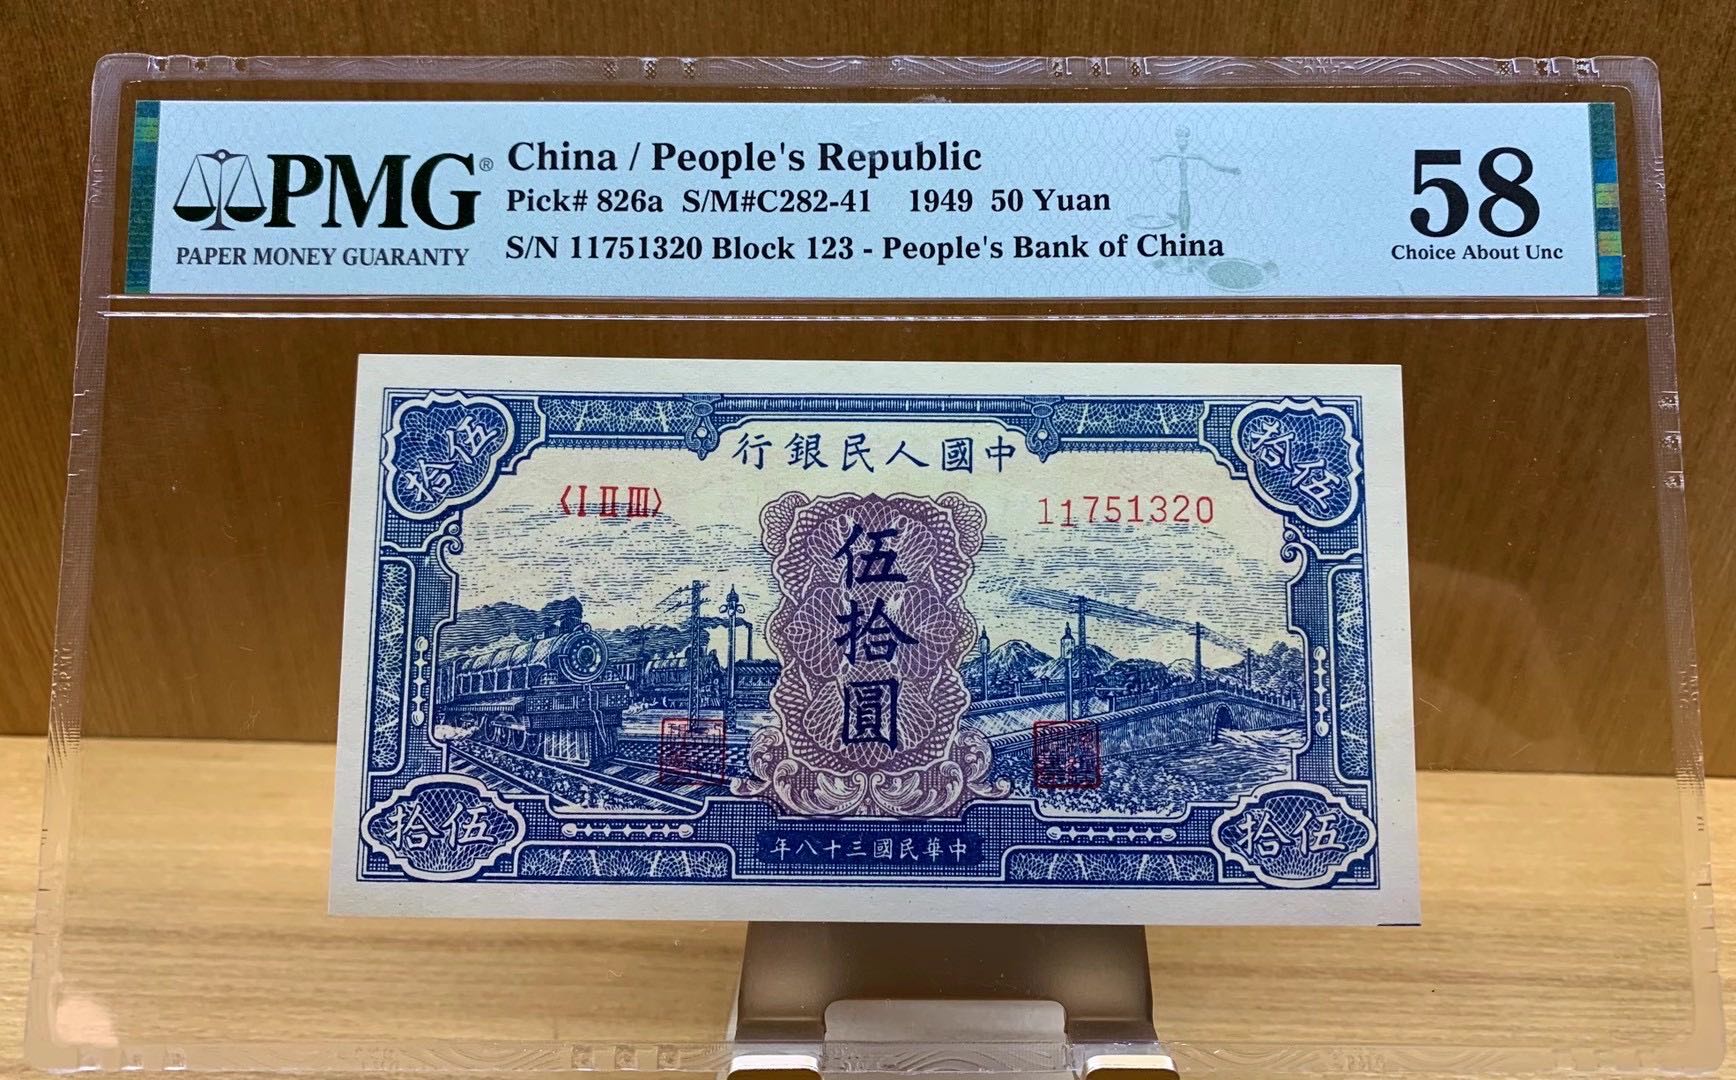 PMG®
PAPER MONEY GUARANTY
China / People's Republic
Pick# 826a S/M#C282-41 1949 50 Yuan
S/N 11751320 Block 123 - People's Bank of China
58
Choice About Unc
行銀民人國中
拾伍
拾伍
〈I II III〉
11751320
伍拾圓
拾伍
拾伍
年八十三國民華中